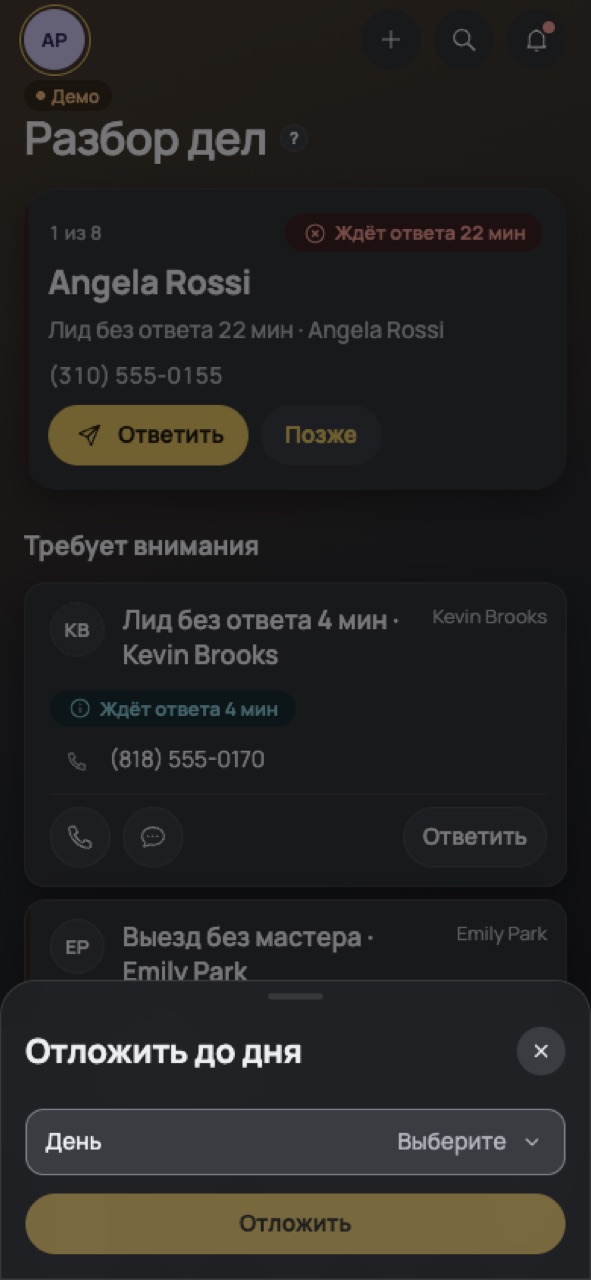 AP
Демо
Разбор дел ?
1 из 8
Ждёт ответа 22 мин
Angela Rossi
Лид без ответа 22 мин · Angela Rossi
(310) 555-0155
Ответить
Позже
Требует внимания
KB
Лид без ответа 4 мин ·
Kevin Brooks
Kevin Brooks
Ждёт ответа 4 мин
(818) 555-0170
Ответить
EP
Выезд без мастера ·
Emily Park
Emily Park
Отложить до дня
День
Выберите
Отложить